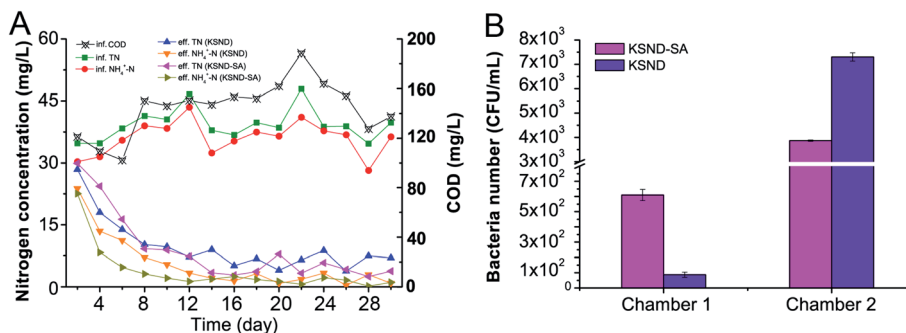 A
inf. COD
inf. TN
inf. NH₄⁺-N
eff. TN (KSND)
eff. NH₄⁺-N (KSND)
eff. TN (KSND-SA)
eff. NH₄⁺-N (KSND-SA)
Nitrogen concentration (mg/L)
60
45
30
15
0
200
160
120
80
40
0
COD (mg/L)
4 8 12 16 20 24 28
Time (day)
B
KSND-SA
KSND
Bacteria number (CFU/mL)
8x10³
7x10³
6x10³
5x10³
4x10³
3x10³
7x10²
5x10²
3x10²
1x10²
0
Chamber 1 Chamber 2